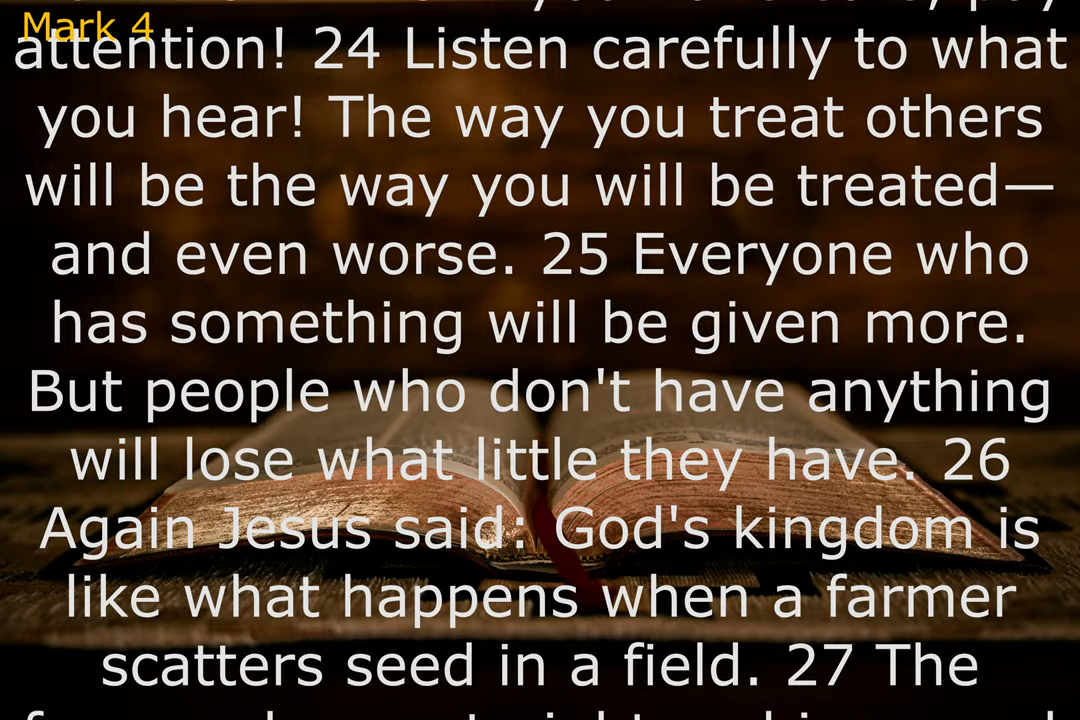 Mark 4
attention! 24 Listen carefully to what
you hear! The way you treat others
will be the way you will be treated—
and even worse. 25 Everyone who
has something will be given more.
But people who don't have anything
will lose what little they have. 26
Again Jesus said: God's kingdom is
like what happens when a farmer
scatters seed in a field. 27 The